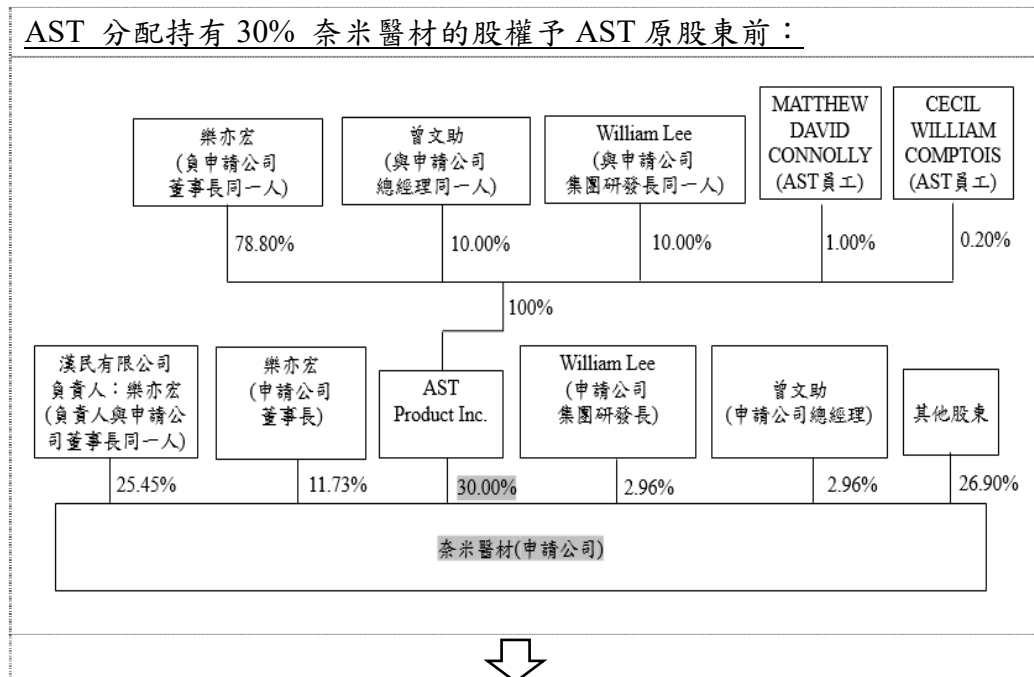 AST 分配持有 30% 奈米醫材的股權予 AST 原股東前：
樂亦宏
(負申請公司
董事長同一人)
曾文助
(與申請公司
總經理同一人)
William Lee
(與申請公司
集團研發長同一人)
MATTHEW
DAVID
CONNOLLY
(AST員工)
CECIL
WILLIAM
COMPTOIS
(AST員工)
78.80%
10.00%
10.00%
1.00%
0.20%
100%
漢民有限公司
負責人：樂亦宏
(負責人與申請公
司董事長同一人)
樂亦宏
(申請公司
董事長)
AST
Product Inc.
William Lee
(申請公司
集團研發長)
曾文助
(申請公司總經理)
其他股東
25.45%
11.73%
30.00%
2.96%
2.96%
26.90%
奈米醫材(申請公司)